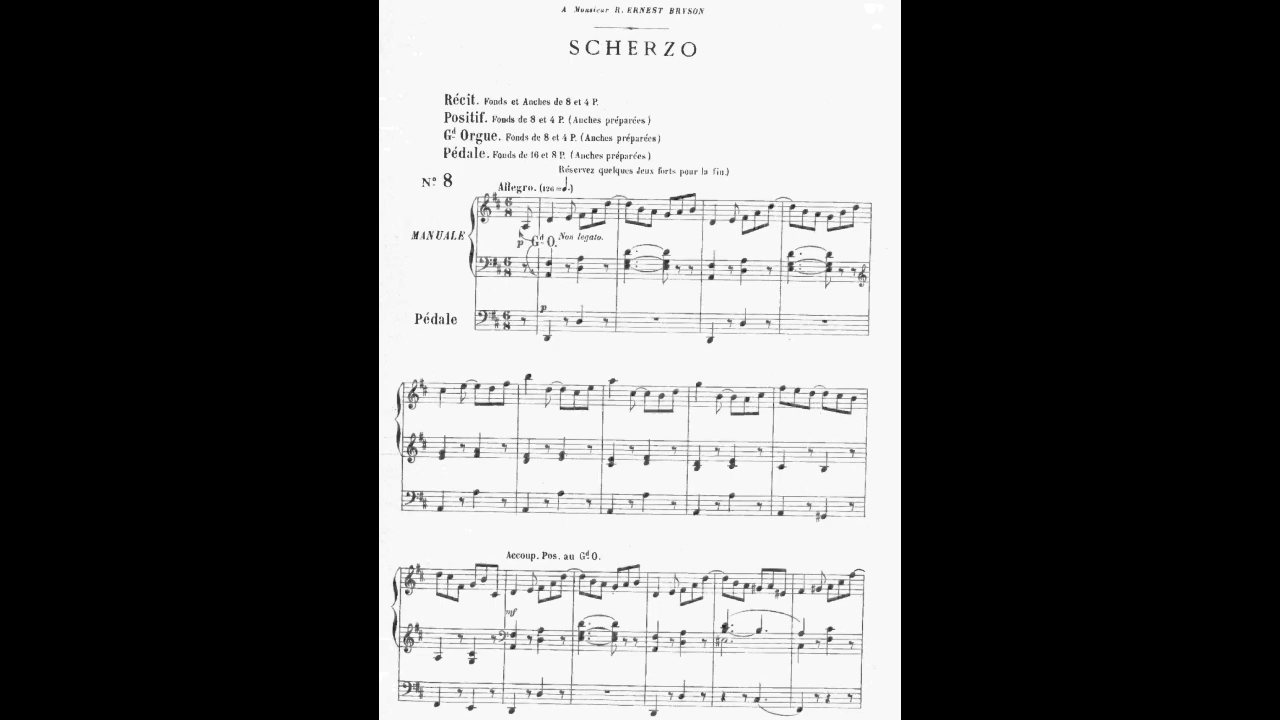 A Monsieur R. ERNEST BRYSON
SCHERZO
Récit. Fonds et Anches de 8 et 4 P.
Positif. Fonds de 8 et 4 P. (Anches préparées)
Gd Orgue. Fonds de 8 et 4 P. (Anches préparées)
Pédale. Fonds de 16 et 8 P. (Anches préparées)
Réservez quelques Jeux forts pour la fin.)
No 8
Allegro. (126=♩.)
MANUALE
p Gd O. Non legato.
p
Pédale
Accoup. Pos. au Gd O.
mf